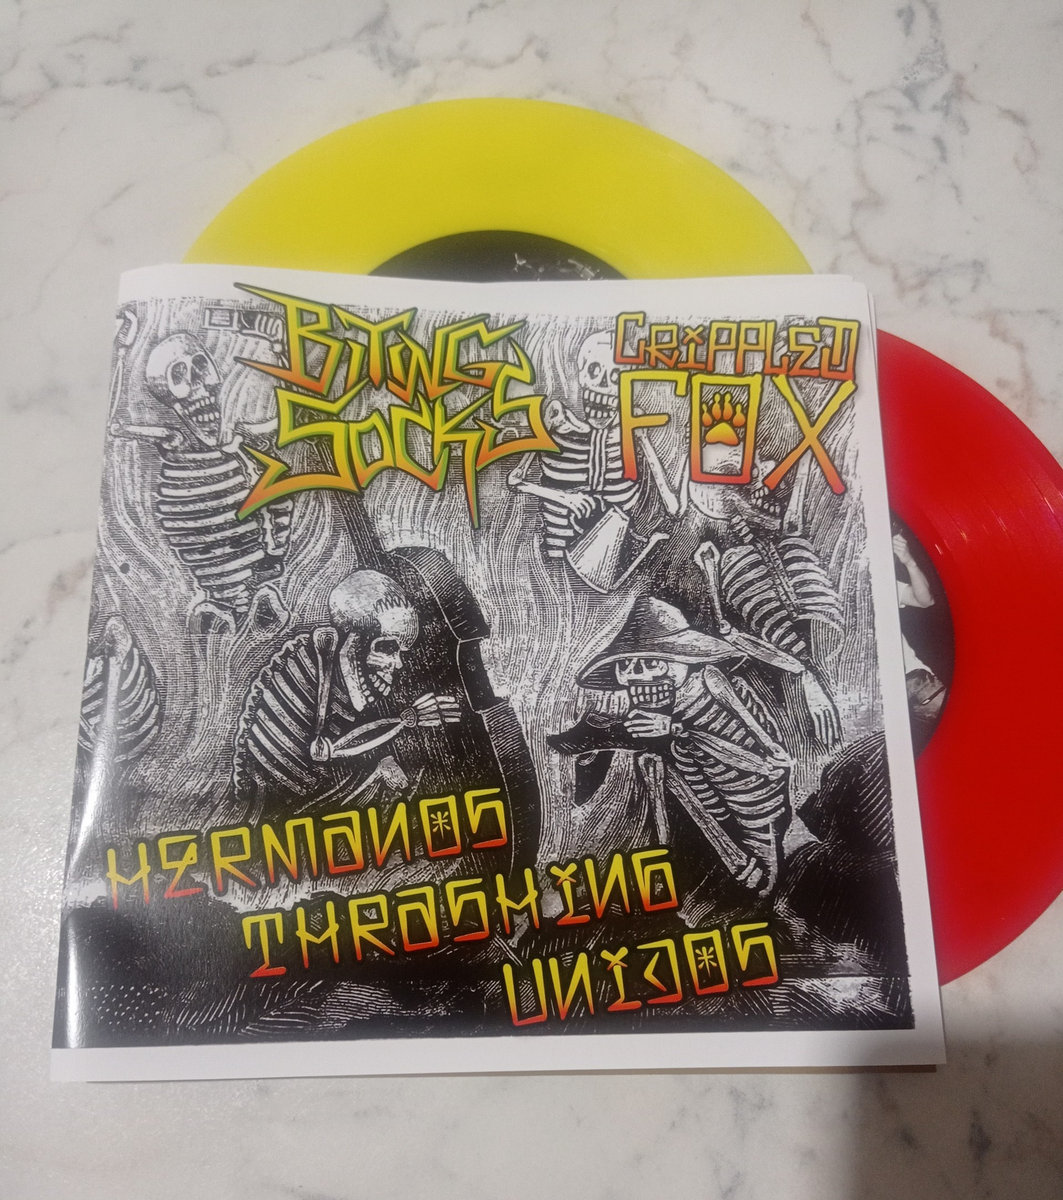 Biting
Socks
Crippled
FOX
HERMANOS
THRASHING
UNIDOS